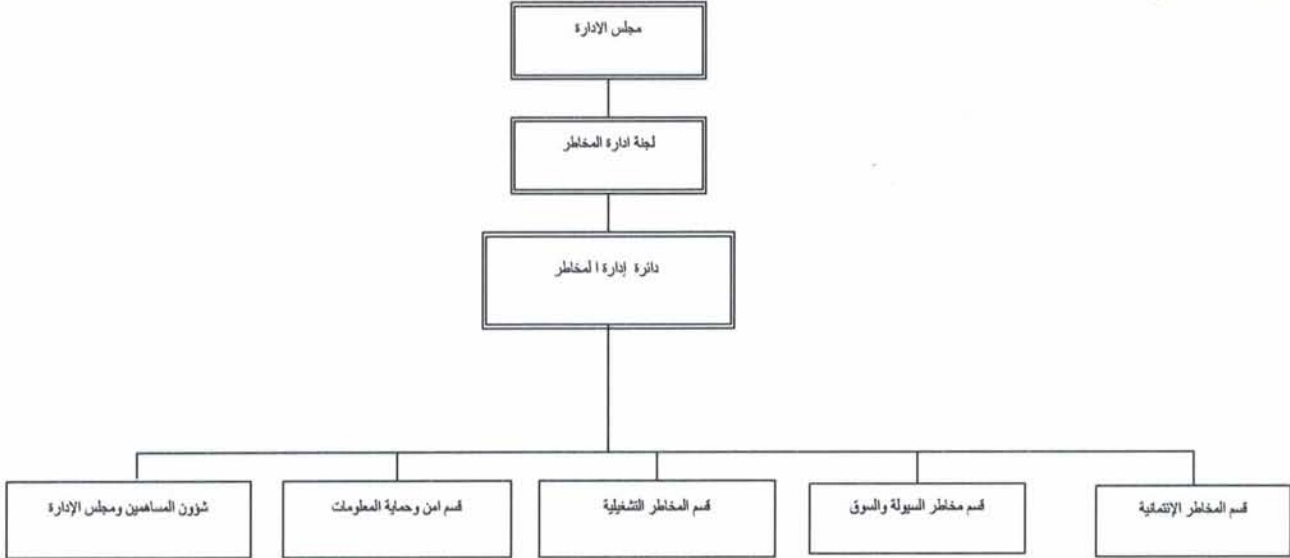 مجلس الادارة
لجنة ادارة المخاطر
دائرة إدارة المخاطر
قسم المخاطر الإئتمانية
قسم مخاطر السيولة والسوق
قسم المخاطر التشغيلية
قسم امن وحماية المعلومات
شؤون المساهمين ومجلس الإدارة